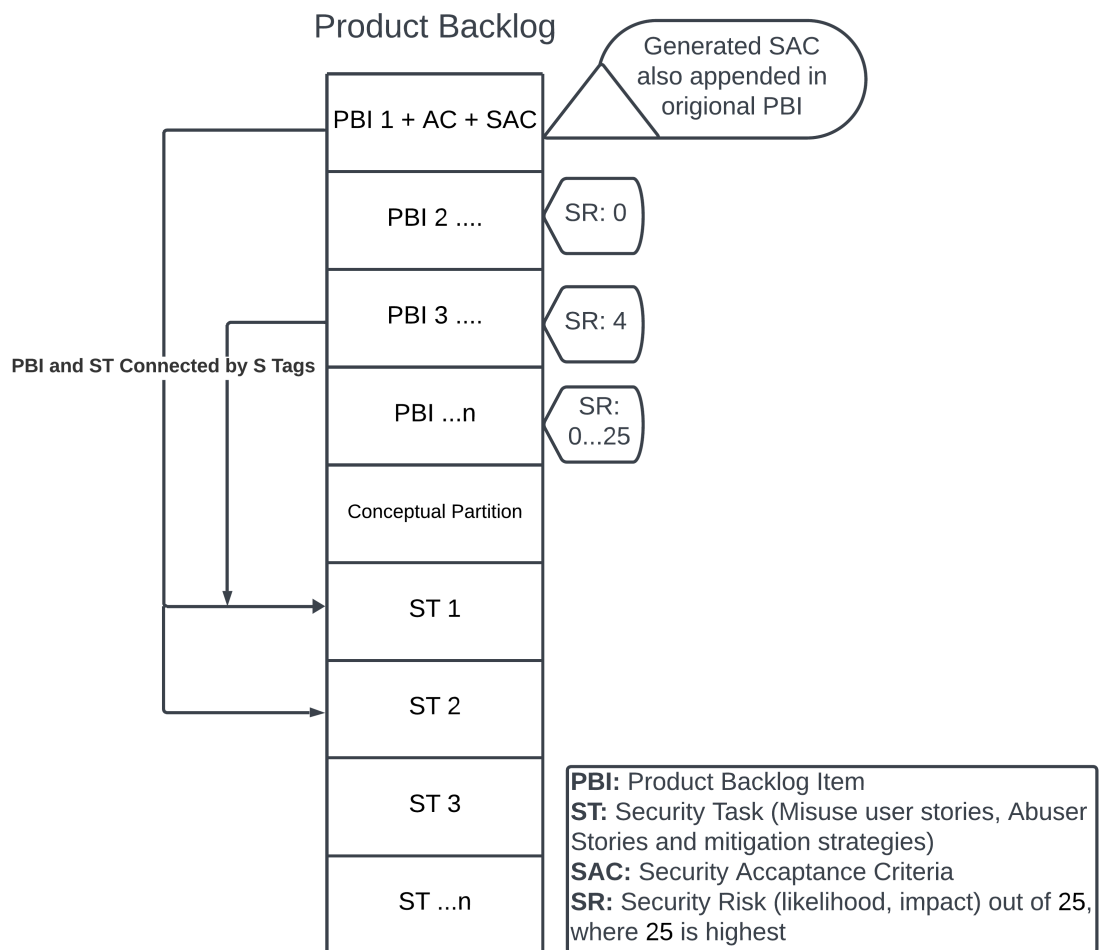 Product Backlog
Generated SAC
also appended in
origional PBI
PBI 1 + AC + SAC
PBI 2 ....
SR: 0
PBI 3 ....
SR: 4
PBI and ST Connected by S Tags
PBI ...n
SR:
0...25
Conceptual Partition
ST 1
ST 2
ST 3
ST ...n
PBI: Product Backlog Item
ST: Security Task (Misuse user stories, Abuser
Stories and mitigation strategies)
SAC: Security Accaptance Criteria
SR: Security Risk (likelihood, impact) out of 25,
where 25 is highest